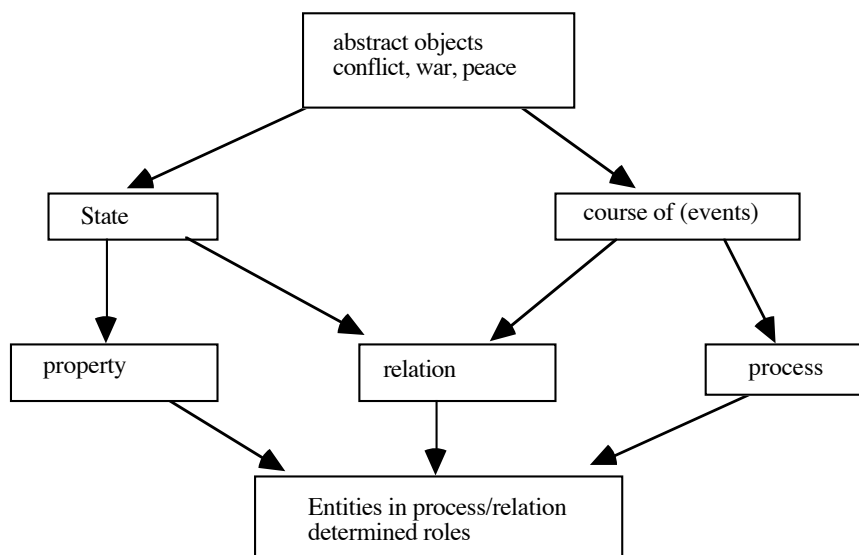 abstract objects
conflict, war, peace
State
course of (events)
property
relation
process
Entities in process/relation
determined roles